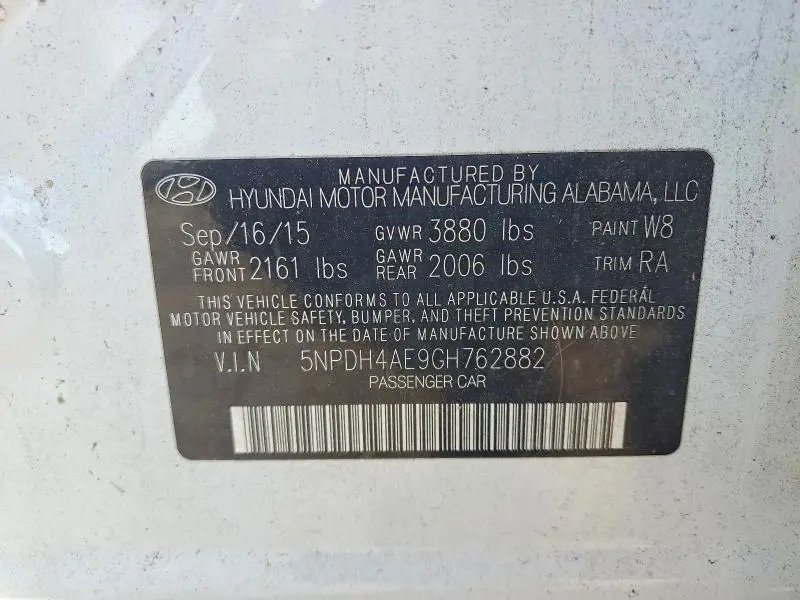 MANUFACTURED BY
HYUNDAI MOTOR MANUFACTURING ALABAMA, LLC
Sep/16/15 GVWR 3880 lbs PAINT W8
GAWR FRONT 2161 lbs GAWR REAR 2006 lbs TRIM RA
THIS VEHICLE CONFORMS TO ALL APPLICABLE U.S.A. FEDERAL
MOTOR VEHICLE SAFETY, BUMPER, AND THEFT PREVENTION STANDARDS
IN EFFECT ON THE DATE OF MANUFACTURE SHOWN ABOVE
V.I.N 5NPDH4AE9GH762882
PASSENGER CAR